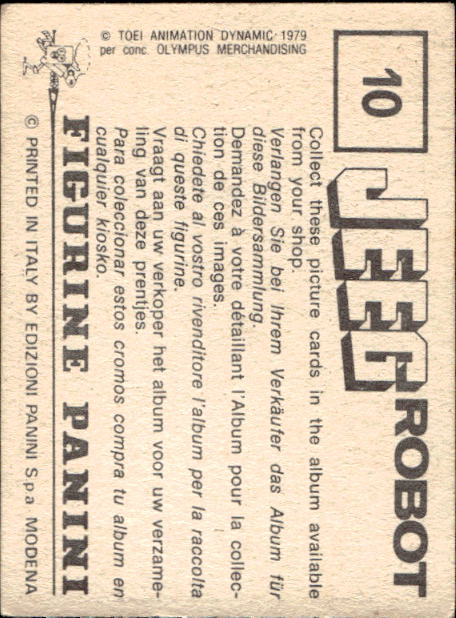 © TOEI ANIMATION DYNAMIC · 1979
per conc. OLYMPUS MERCHANDISING
10
JEEG ROBOT
Collect these picture cards in the album available
from your shop.
Verlangen Sie bei Ihrem Verkäufer das Album für
diese Bildersammlung.
Demandez à votre détaillant l'Album pour la collec-
tion de ces images.
Chiedete al vostro rivenditore l'album per la raccolta
di queste figurine.
Vraagt aan uw verkoper het album voor uw verzame-
ling van deze prentjes.
Para coleccionar estos cromos compra tu album en
cualquier kiosko.
FIGURINE PANINI
© PRINTED IN ITALY BY EDIZIONI PANINI S.p.a. MODENA